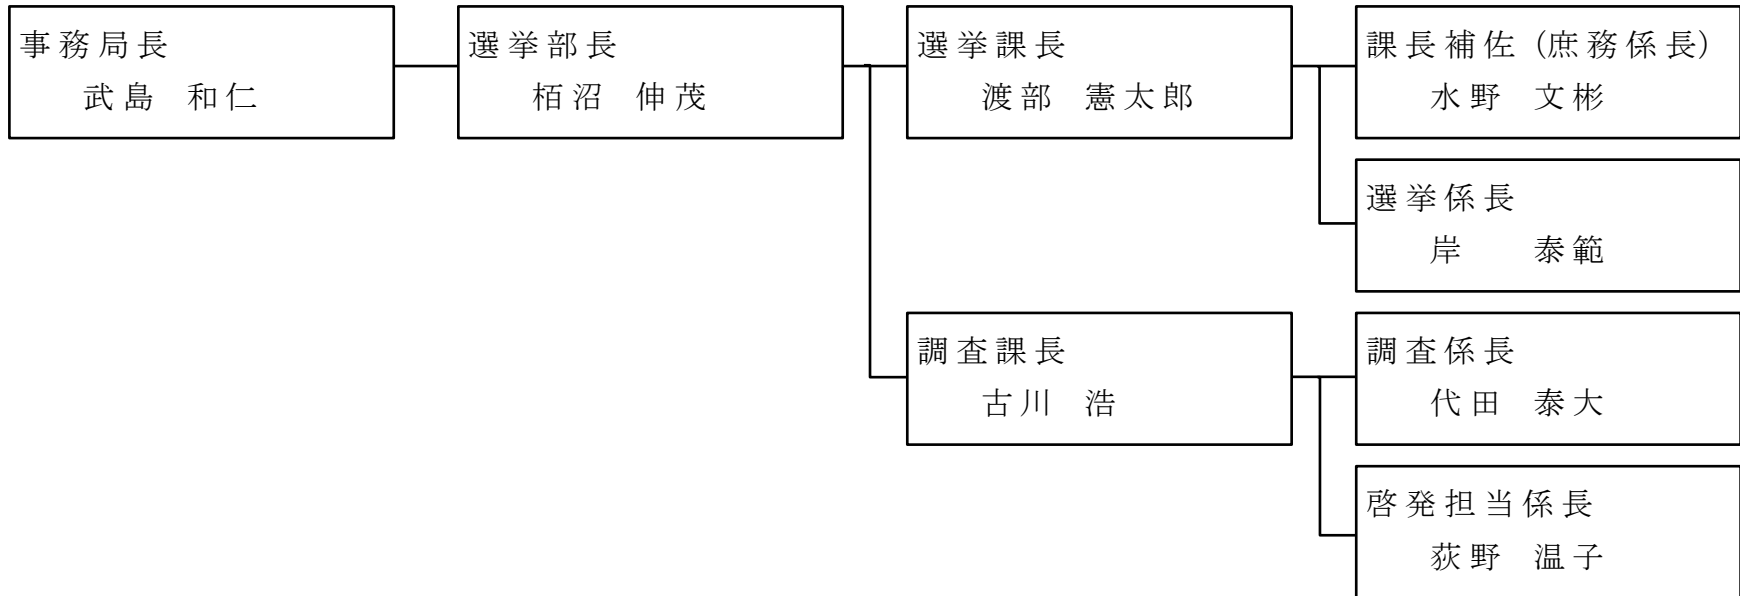 事務局長
武島 和仁
選挙部長
栢沼 伸茂
選挙課長
渡部 憲太郎
課長補佐（庶務係長）
水野 文彬
選挙係長
岸 泰範
調査課長
古川 浩
調査係長
代田 泰大
啓発担当係長
荻野 温子